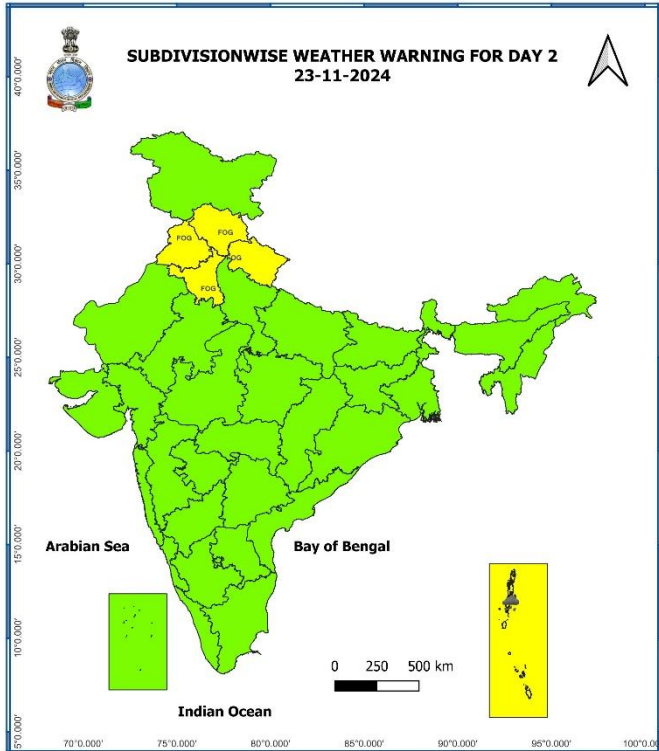 SUBDIVISIONWISE WEATHER WARNING FOR DAY 2
23-11-2024
40°0.000'
35°0.000'
30°0.000'
25°0.000'
20°0.000'
15°0.000'
10°0.000'
5°0.000'
FOG
FOG
FOG
FOG
Arabian Sea
Bay of Bengal
0 250 500 km
Indian Ocean
70°0.000' 75°0.000' 80°0.000' 85°0.000' 90°0.000' 95°0.000' 100°0.0